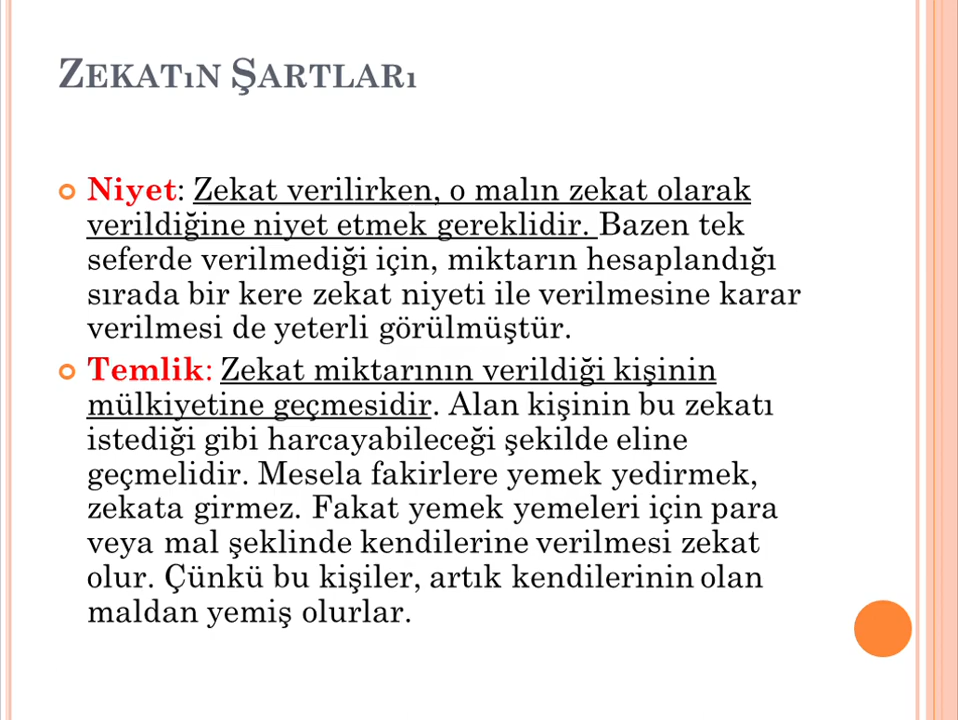 Zekatın Şartları
Niyet: Zekat verilirken, o malın zekat olarak
verildiğine niyet etmek gereklidir. Bazen tek
seferde verilmediği için, miktarın hesaplandığı
sırada bir kere zekat niyeti ile verilmesine karar
verilmesi de yeterli görülmüştür.
Temlik: Zekat miktarının verildiği kişinin
mülkiyetine geçmesidir. Alan kişinin bu zekatı
istediği gibi harcayabileceği şekilde eline
geçmelidir. Mesela fakirlere yemek yedirmek,
zekata girmez. Fakat yemek yemeleri için para
veya mal şeklinde kendilerine verilmesi zekat
olur. Çünkü bu kişiler, artık kendilerinin olan
maldan yemiş olurlar.